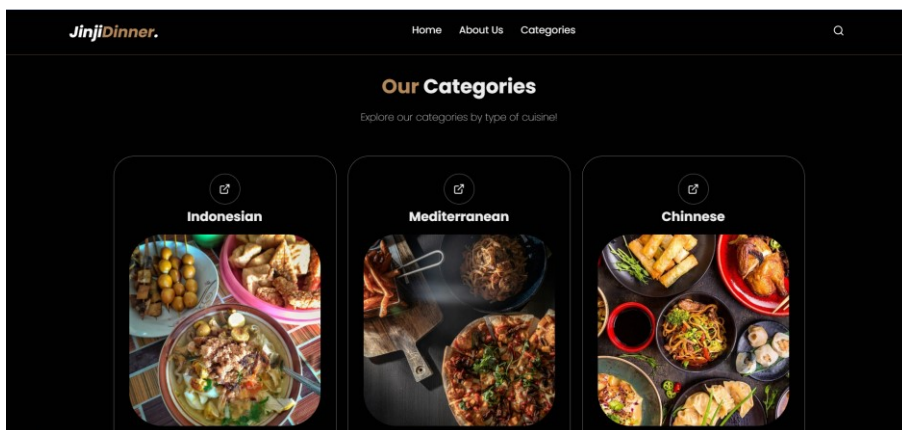 JinjiDinner.
Home About Us Categories
Our Categories
Explore our categories by type of cuisine!
Indonesian Mediterranean Chinnese